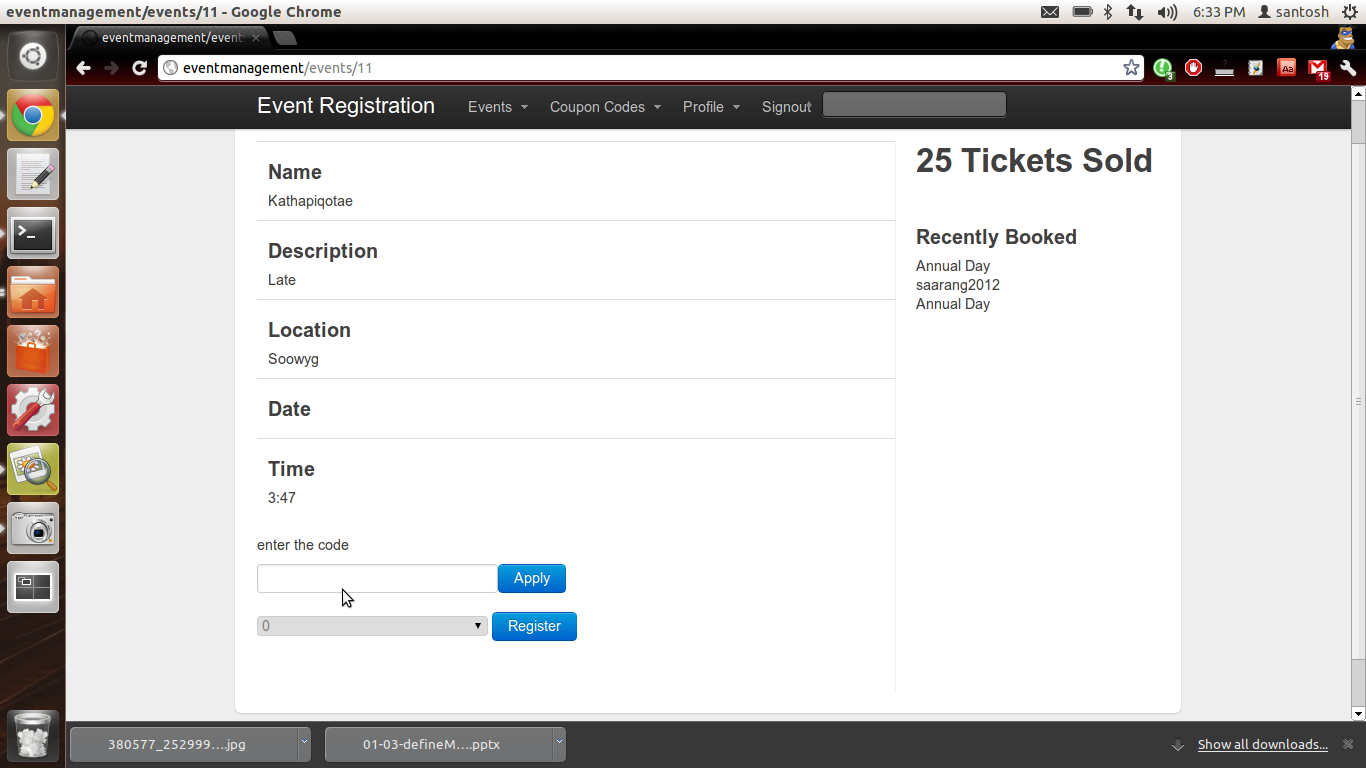 eventmanagement/events/11 - Google Chrome
6:33 PM santosh
eventmanagement/event
eventmanagement/events/11
3
Aa
19
Event Registration Events Coupon Codes Profile Signout
25 Tickets Sold
Name
Kathapiqotae
Recently Booked
Description
Annual Day
Late
saarang2012
Annual Day
Location
Soowyg
Date
Time
3:47
enter the code
Apply
0 Register
380577_252999....jpg
01-03-defineM....pptx
Show all downloads...